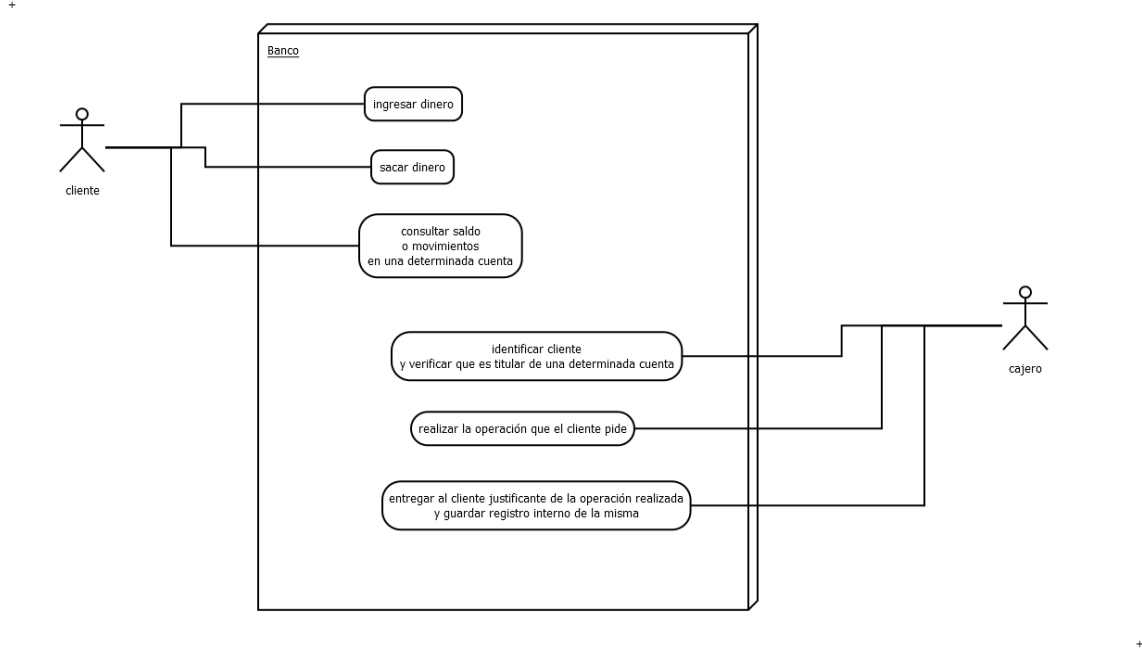 Banco
ingresar dinero
sacar dinero
cliente
consultar saldo
o movimientos
en una determinada cuenta
identificar cliente
y verificar que es titular de una determinada cuenta
cajero
realizar la operación que el cliente pide
entregar al cliente justificante de la operación realizada
y guardar registro interno de la misma